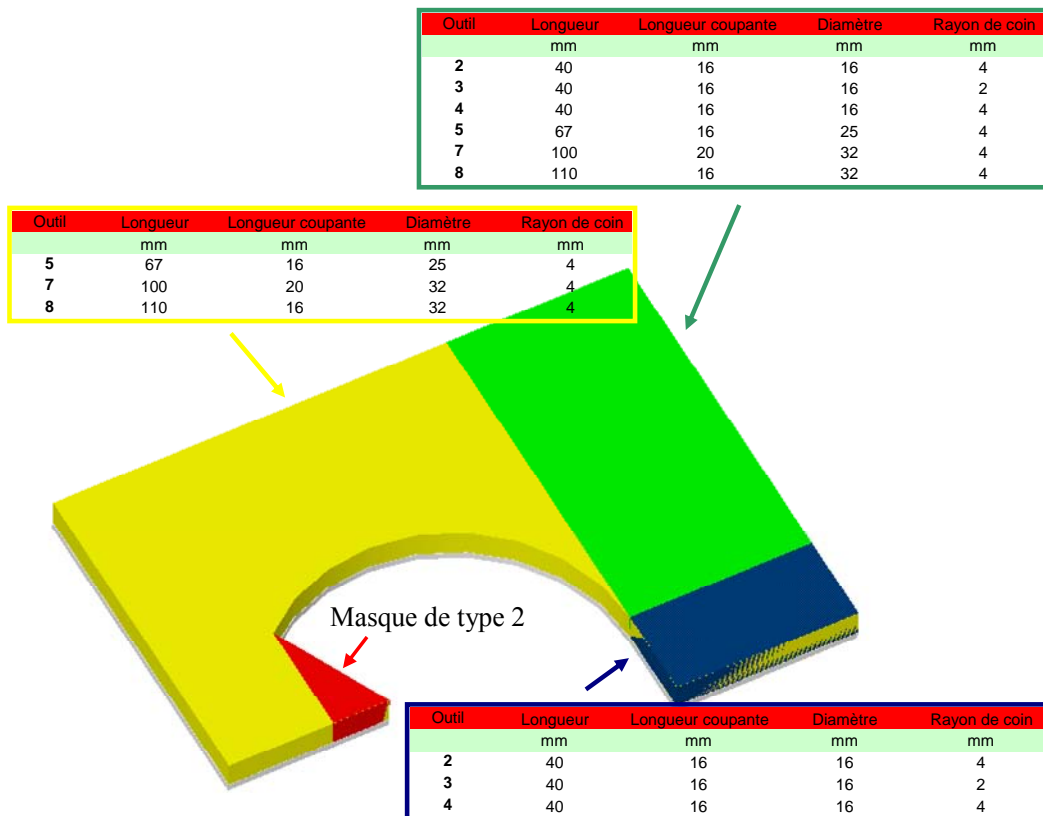 Outil Longueur Longueur coupante Diamètre Rayon de coin
mm mm mm mm
2 40 16 16 4
3 40 16 16 2
4 40 16 16 4
5 67 16 25 4
7 100 20 32 4
8 110 16 32 4
Outil Longueur Longueur coupante Diamètre Rayon de coin
mm mm mm mm
5 67 16 25 4
7 100 20 32 4
8 110 16 32 4
Masque de type 2
Outil Longueur Longueur coupante Diamètre Rayon de coin
mm mm mm mm
2 40 16 16 4
3 40 16 16 2
4 40 16 16 4